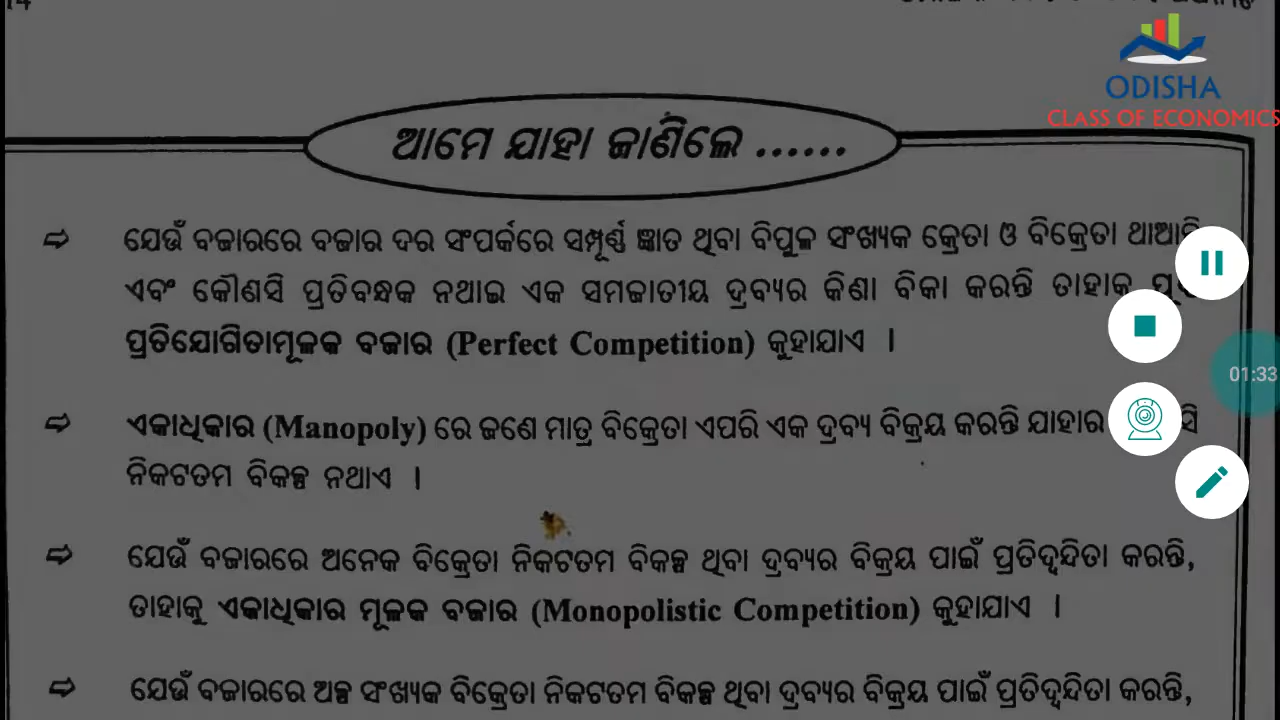 14
ODISHA
CLASS OF ECONOMICS
ଆମେ ଯାହା ଜାଣିଲେ ......
⇨ ଯେଉଁ ବଜାରରେ ବଜାର ଦର ସଂପର୍କରେ ସମ୍ପୂର୍ଣ୍ଣ ଜ୍ଞାତ ଥିବା ବିପୁଳ ସଂଖ୍ୟକ କ୍ରେତା ଓ ବିକ୍ରେତା
ଏବଂ କୌଣସି ପ୍ରତିବନ୍ଧକ ନଥାଇ ଏକ ସମଜାତୀୟ ଦ୍ରବ୍ୟର କିଣା ବିକା କରନ୍ତି
ପ୍ରତିଯୋଗିତାମୂଳକ ବଜାର (Perfect Competition) କୁହାଯାଏ ।
⇨ ଏକାଧିକାର (Manopoly) ରେ ଜଣେ ମାତ୍ର ବିକ୍ରେତା ଏପରି ଏକ ଦ୍ରବ୍ୟ ବିକ୍ରୟ କରନ୍ତି ଯାହାର
ନିକଟତମ ବିକଳ୍ପ ନଥାଏ ।
⇨ ଯେଉଁ ବଜାରରେ ଅନେକ ବିକ୍ରେତା ନିକଟତମ ବିକଳ୍ପ ଥିବା ଦ୍ରବ୍ୟର ବିକ୍ରୟ ପାଇଁ ପ୍ରତିଦ୍ୱନ୍ଦିତା କରନ୍ତି,
ତାହାକୁ ଏକାଧିକାର ମୂଳକ ବଜାର (Monopolistic Competition) କୁହାଯାଏ ।
⇨ ଯେଉଁ ବଜାରରେ ଅଳ୍ପ ସଂଖ୍ୟକ ବିକ୍ରେତା ନିକଟତମ ବିକଳ୍ପ ଥିବା ଦ୍ରବ୍ୟର ବିକ୍ରୟ ପାଇଁ ପ୍ରତିଦ୍ୱନ୍ଦିତା କରନ୍ତି,
01:33